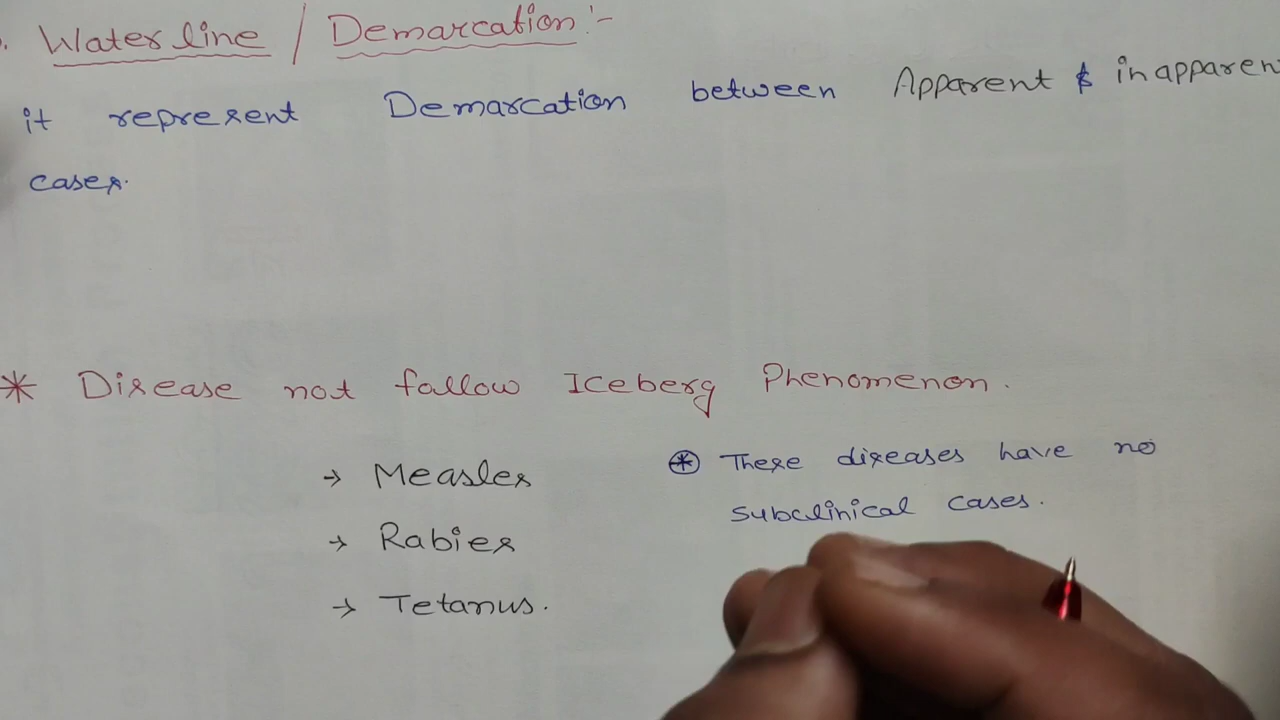 Water line / Demarcation :-
it represent Demarcation between Apparent & inapparen
cases.
* Disease not follow Iceberg Phenomenon.
→ Measles
→ Rabies
→ Tetanus.
* These diseases have no
subclinical cases.